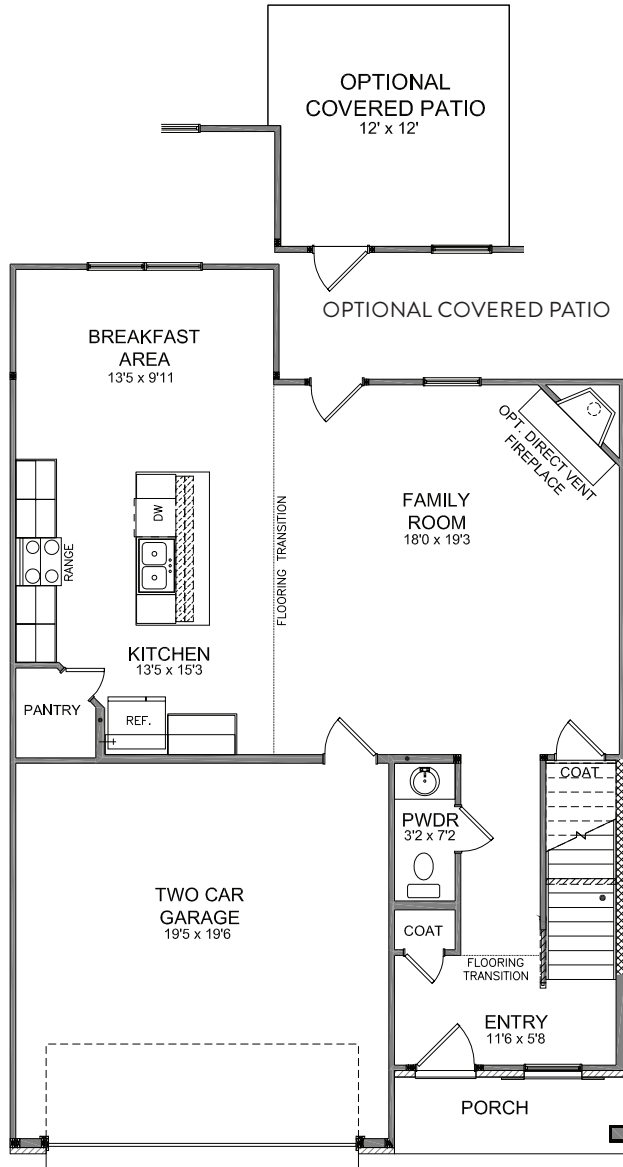 OPTIONAL
COVERED PATIO
12' x 12'
OPTIONAL COVERED PATIO
BREAKFAST
AREA
13'5 x 9'11
OPT. DIRECT VENT
FIREPLACE
FAMILY
ROOM
18'0 x 19'3
DW
RANGE
FLOORING TRANSITION
KITCHEN
13'5 x 15'3
PANTRY
REF.
COAT
PWDR
3'2 x 7'2
TWO CAR
GARAGE
19'5 x 19'6
COAT
FLOORING
TRANSITION
ENTRY
11'6 x 5'8
PORCH